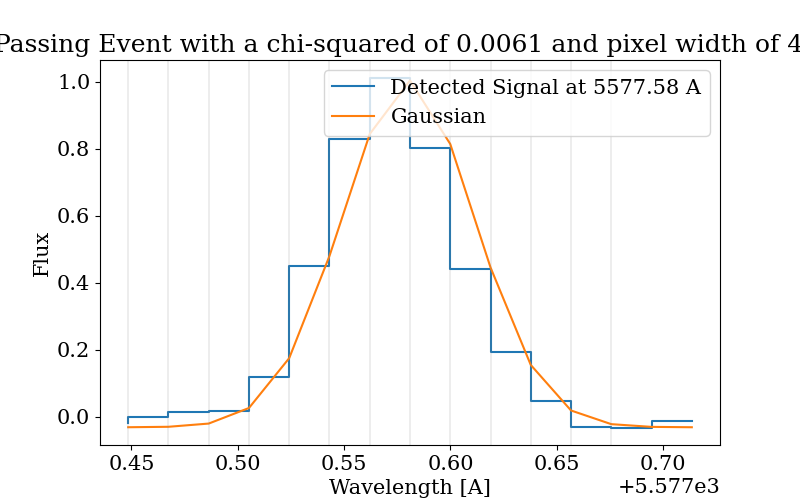 Passing Event with a chi-squared of 0.0061 and pixel width of 4
Detected Signal at 5577.58 A
Gaussian
Flux
1.0
0.8
0.6
0.4
0.2
0.0
0.45 0.50 0.55 0.60 0.65 0.70
Wavelength [A]
+5.577e3